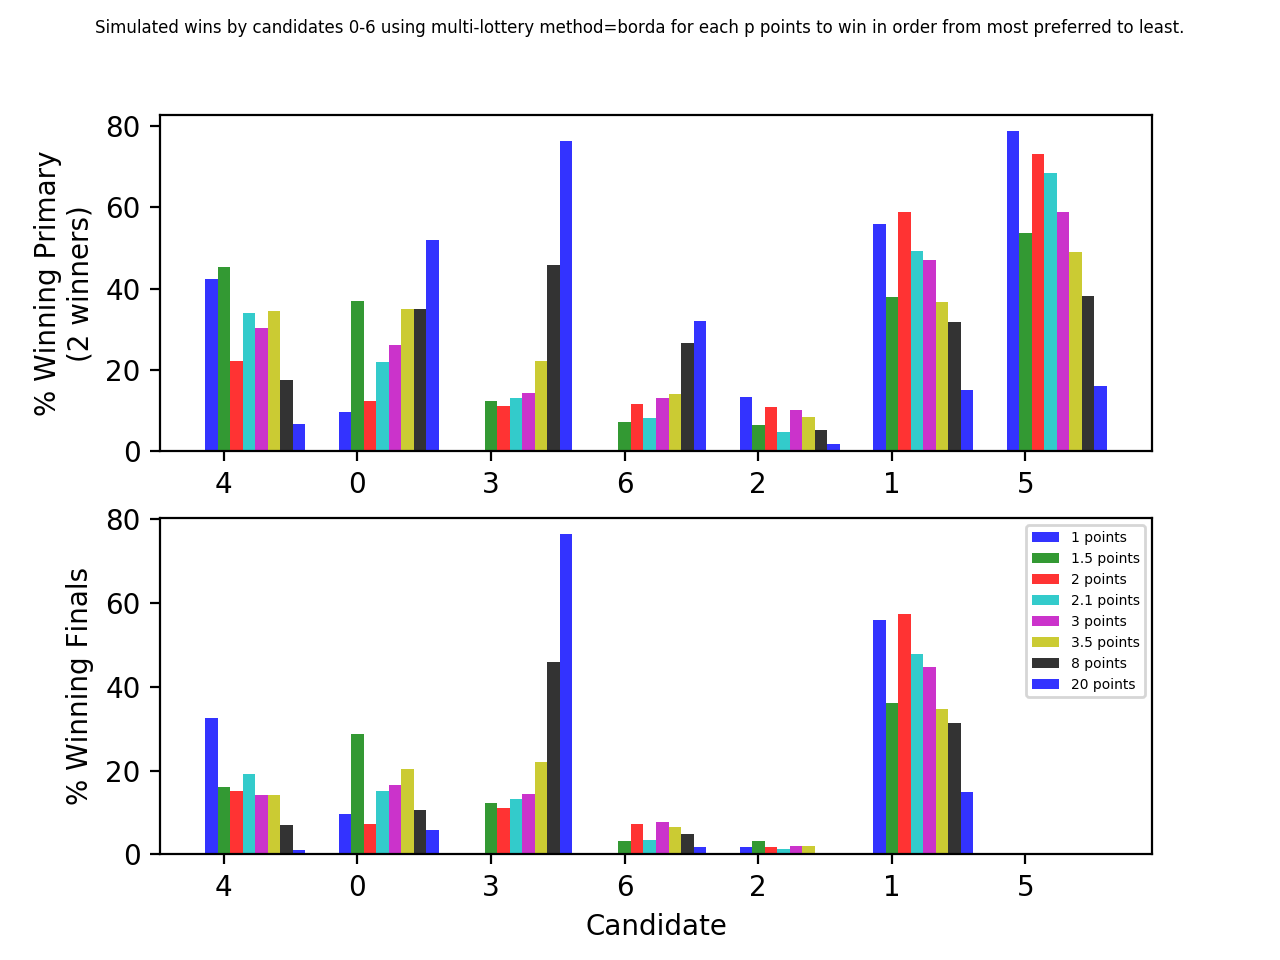 Simulated wins by candidates 0-6 using multi-lottery method=borda for each p points to win in order from most preferred to least.
% Winning Primary
(2 winners)
80
60
40
20
0
4 0 3 6 2 1 5
% Winning Finals
80
60
40
20
0
1 points
1.5 points
2 points
2.1 points
3 points
3.5 points
8 points
20 points
4 0 3 6 2 1 5
Candidate